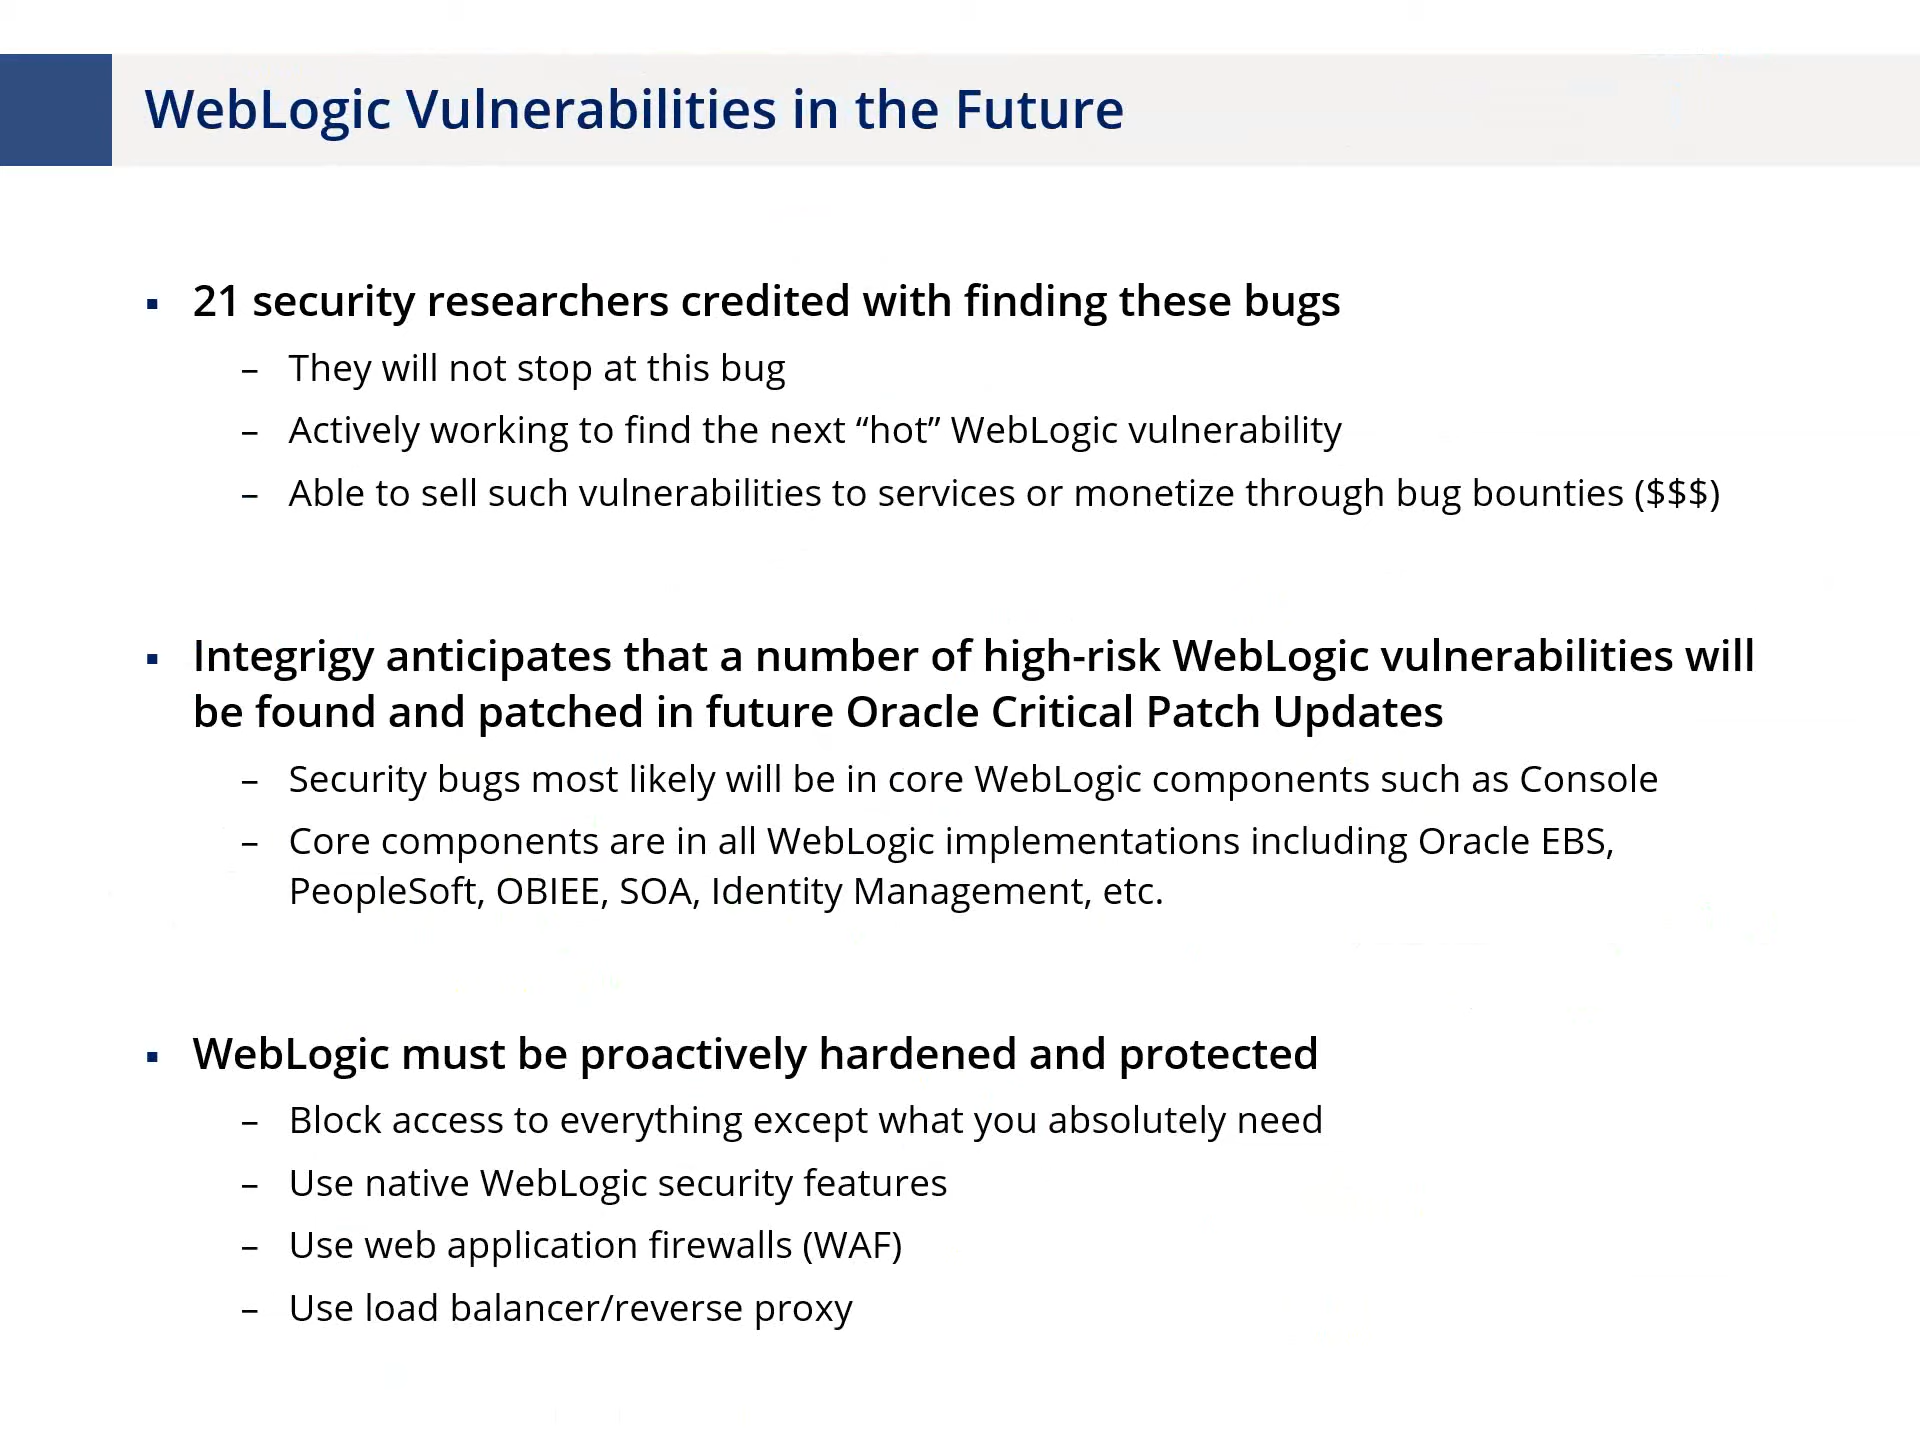 WebLogic Vulnerabilities in the Future
▪ 21 security researchers credited with finding these bugs
– They will not stop at this bug
– Actively working to find the next “hot” WebLogic vulnerability
– Able to sell such vulnerabilities to services or monetize through bug bounties ($$$)
▪ Integrigy anticipates that a number of high-risk WebLogic vulnerabilities will
be found and patched in future Oracle Critical Patch Updates
– Security bugs most likely will be in core WebLogic components such as Console
– Core components are in all WebLogic implementations including Oracle EBS,
PeopleSoft, OBIEE, SOA, Identity Management, etc.
▪ WebLogic must be proactively hardened and protected
– Block access to everything except what you absolutely need
– Use native WebLogic security features
– Use web application firewalls (WAF)
– Use load balancer/reverse proxy